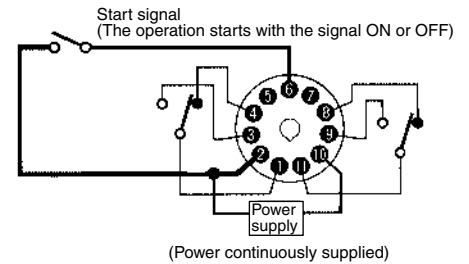 Start signal
(The operation starts with the signal ON or OFF)
5 6 7
4 8
3 9
2 10
1 11
Power
supply
(Power continuously supplied)